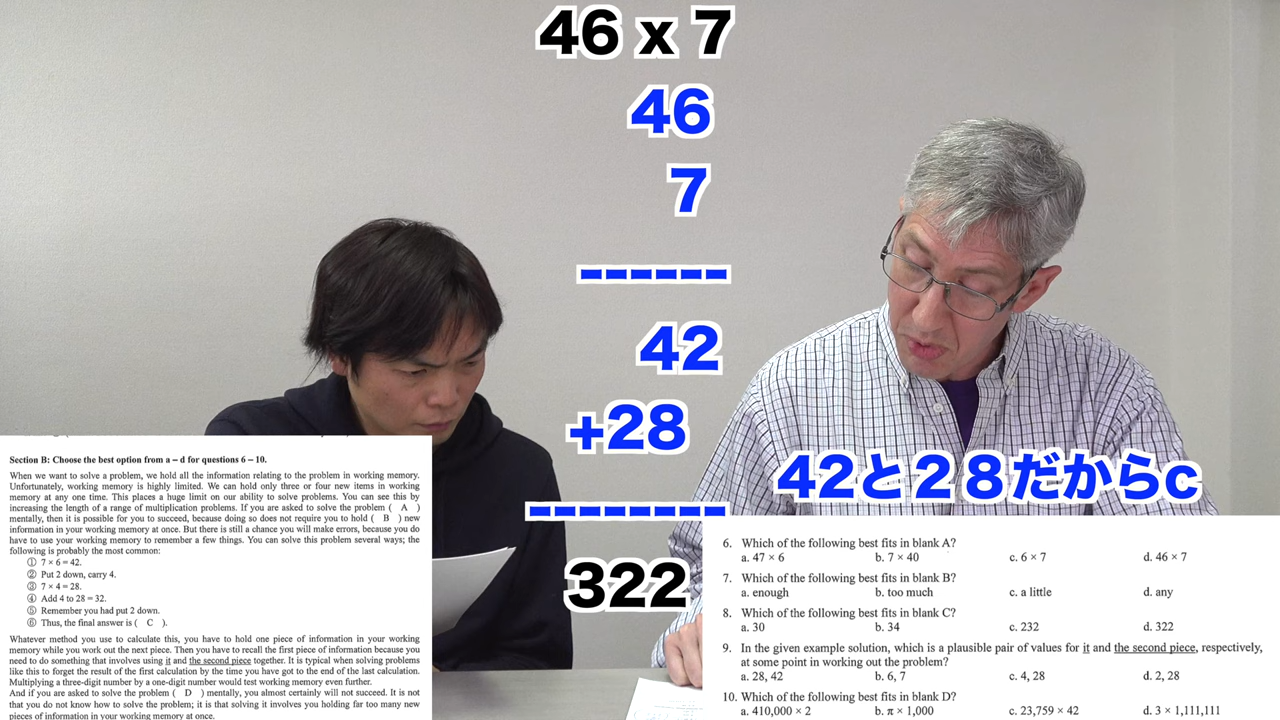 46 x 7
46
7
------
42
+28
--------
322
42と28だからc
Section B: Choose the best option from a – d for questions 6 – 10.
When we want to solve a problem, we hold all the information relating to the problem in working memory.
Unfortunately, working memory is highly limited. We can hold only three or four new items in working
memory at any one time. This places a huge limit on our ability to solve problems. You can see this by
increasing the length of a range of multiplication problems. If you are asked to solve the problem ( A )
mentally, then it is possible for you to succeed, because doing so does not require you to hold ( B ) new
information in your working memory at once. But there is still a chance you will make errors, because you do
have to use your working memory to remember a few things. You can solve this problem several ways; the
following is probably the most common:
① 7 × 6 = 42.
② Put 2 down, carry 4.
③ 7 × 4 = 28.
④ Add 4 to 28 = 32.
⑤ Remember you had put 2 down.
⑥ Thus, the final answer is ( C ).
Whatever method you use to calculate this, you have to hold one piece of information in your working
memory while you work out the next piece. Then you have to recall the first piece of information because you
need to do something that involves using it and the second piece together. It is typical when solving problems
like this to forget the result of the first calculation by the time you have got to the end of the last calculation.
Multiplying a three-digit number by a one-digit number would test working memory even further.
And if you are asked to solve the problem ( D ) mentally, you almost certainly will not succeed. It is not
that you do not know how to solve the problem; it is that solving it involves you holding far too many new
pieces of information in your working memory at once.
6. Which of the following best fits in blank A?
a. 47 × 6 b. 7 × 40 c. 6 × 7 d. 46 × 7
7. Which of the following best fits in blank B?
a. enough b. too much c. a little d. any
8. Which of the following best fits in blank C?
a. 30 b. 34 c. 232 d. 322
9. In the given example solution, which is a plausible pair of values for it and the second piece, respectively,
at some point in working out the problem?
a. 28, 42 b. 6, 7 c. 4, 28 d. 2, 28
10. Which of the following best fits in blank D?
a. 410,000 × 2 b. π × 1,000 c. 23,759 × 42 d. 3 × 1,111,111